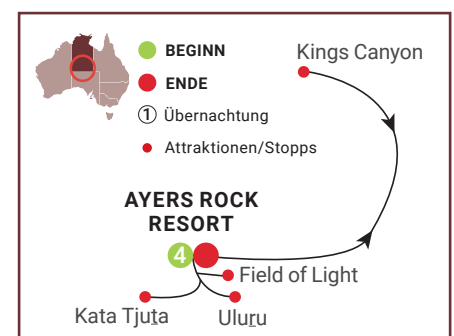 BEGINN
ENDE
① Übernachtung
Attraktionen/Stopps
Kings Canyon
AYERS ROCK
RESORT
4
Field of Light
Kata Tjuṯa
Uluṟu